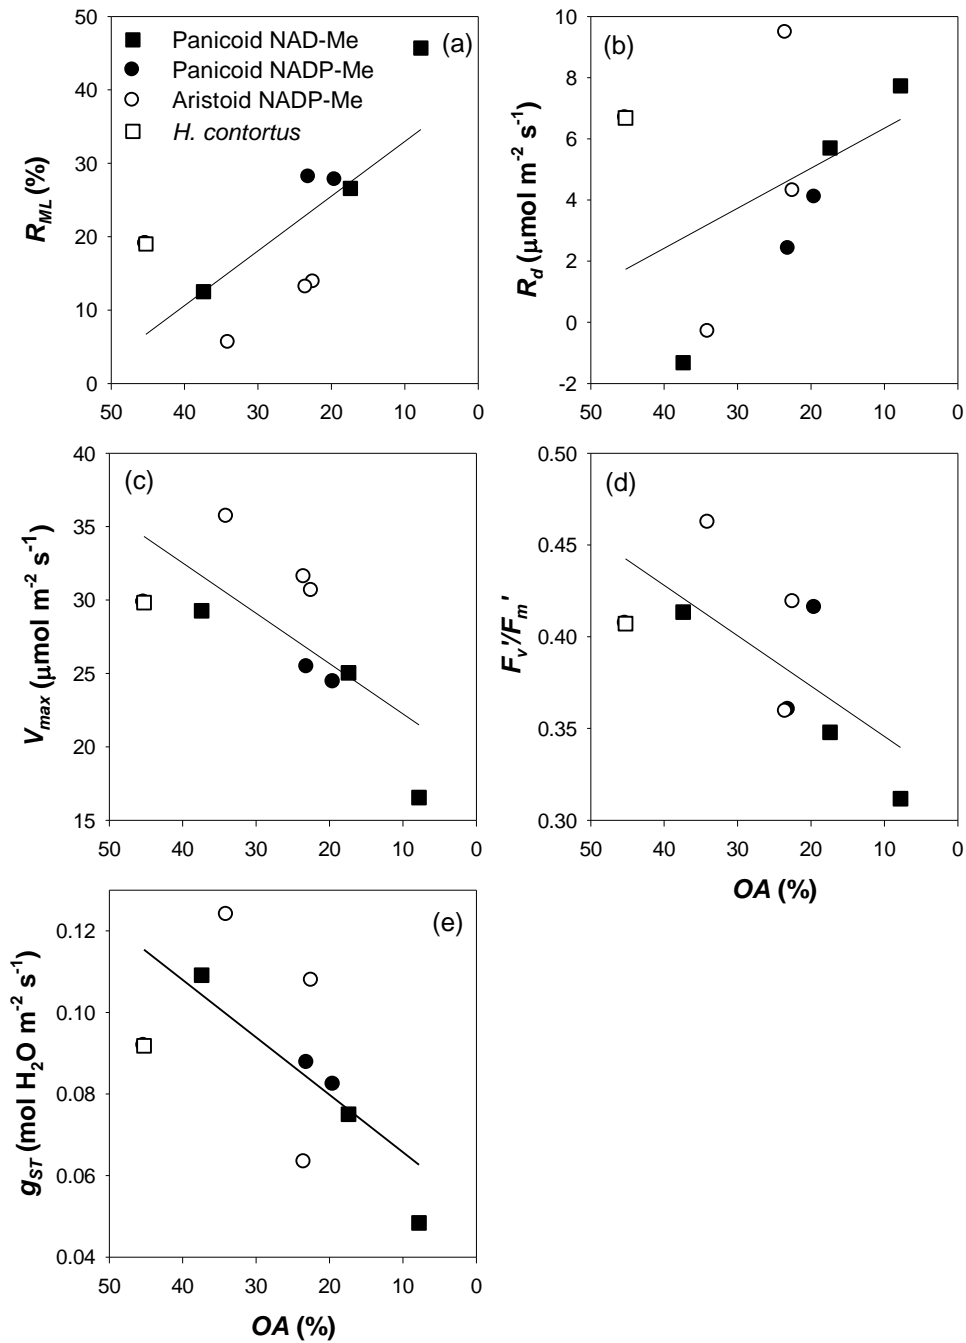 50
40
30
20
10
0
R_ML (%)
Panicoid NAD-Me
Panicoid NADP-Me
Aristoid NADP-Me
H. contortus
(a)
50 40 30 20 10 0
10
8
6
4
2
0
-2
R_d (μmol m⁻² s⁻¹)
(b)
50 40 30 20 10 0
40
35
30
25
20
15
V_max (μmol m⁻² s⁻¹)
(c)
50 40 30 20 10 0
0.50
0.45
0.40
0.35
0.30
F_v'/F_m'
(d)
50 40 30 20 10 0
OA (%)
0.12
0.10
0.08
0.06
0.04
g_ST (mol H₂O m⁻² s⁻¹)
(e)
50 40 30 20 10 0
OA (%)